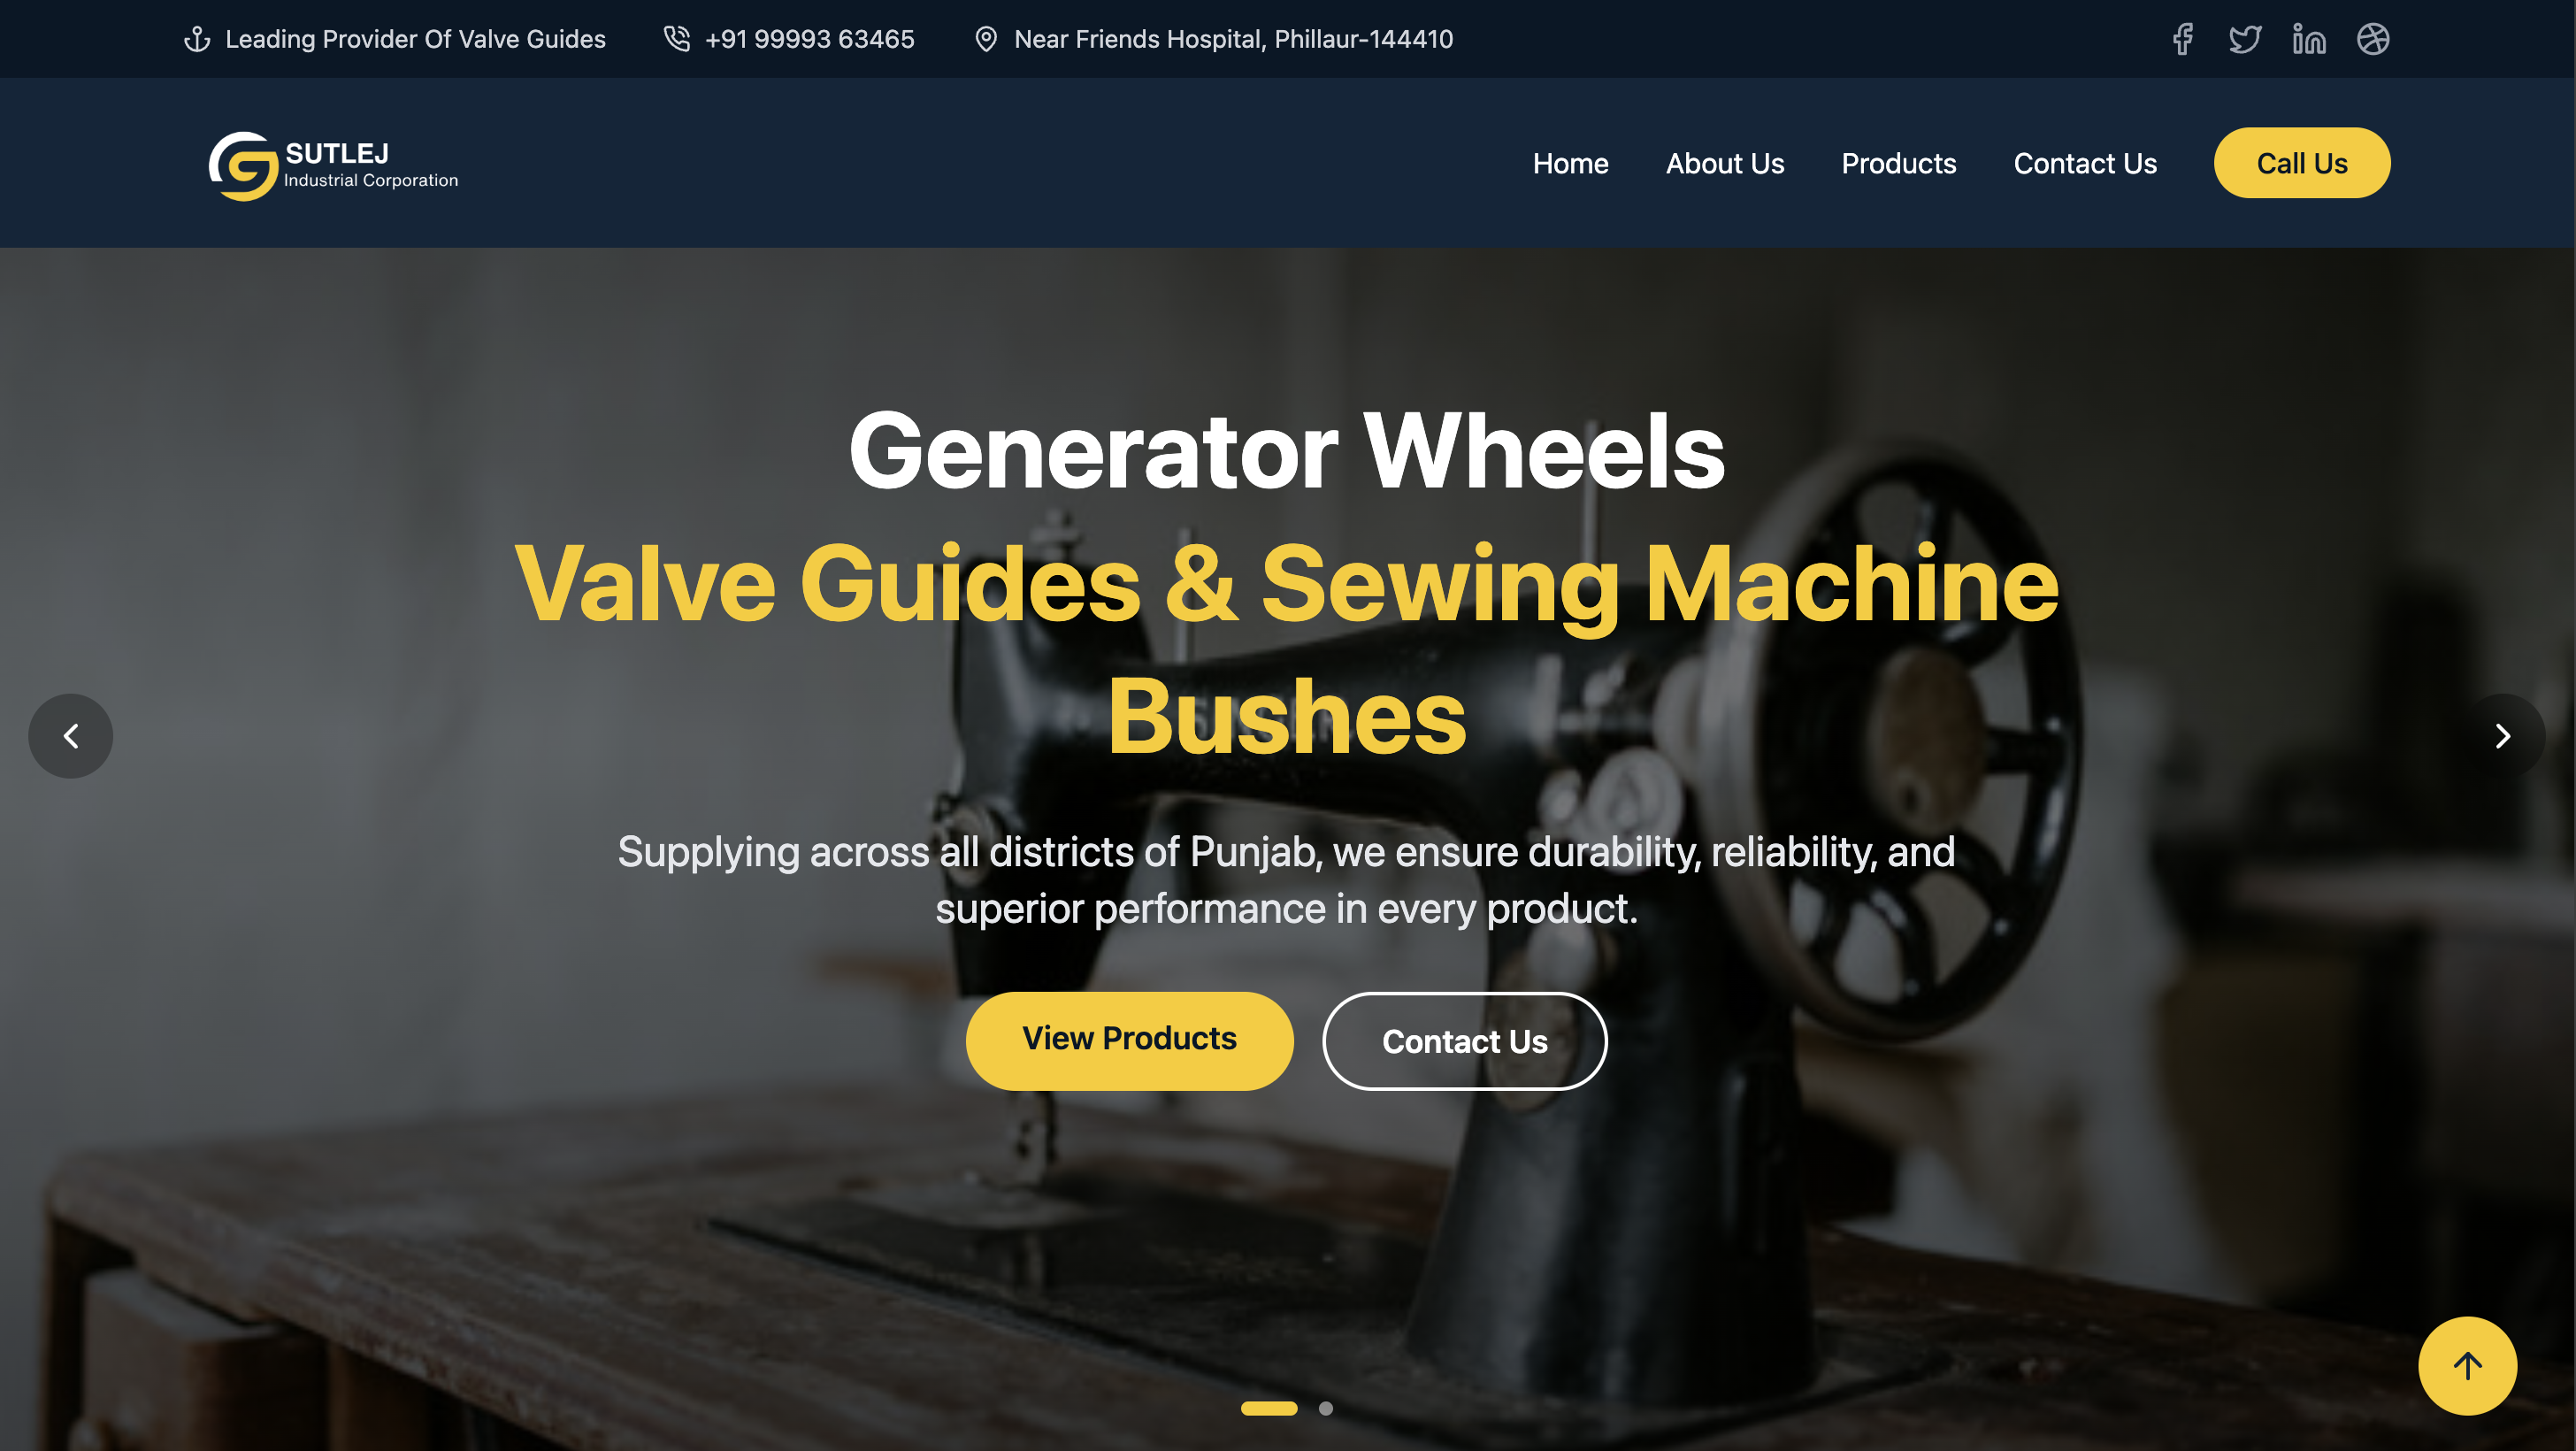 Leading Provider Of Valve Guides
+91 99993 63465
Near Friends Hospital, Phillaur-144410
SUTLEJ
Industrial Corporation
Home
About Us
Products
Contact Us
Call Us
Generator Wheels
Valve Guides & Sewing Machine
Bushes
Supplying across all districts of Punjab, we ensure durability, reliability, and
superior performance in every product.
View Products
Contact Us